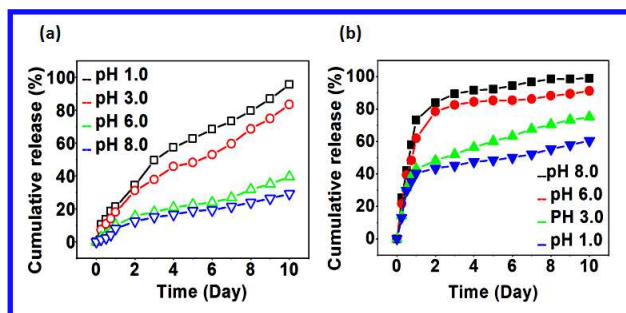 (a)
Cumulative release (%)
100
80
60
40
20
0
pH 1.0
pH 3.0
pH 6.0
pH 8.0
0 2 4 6 8 10
Time (Day)
(b)
Cumulative release (%)
100
80
60
40
20
0
pH 8.0
pH 6.0
PH 3.0
pH 1.0
0 2 4 6 8 10
Time (Day)